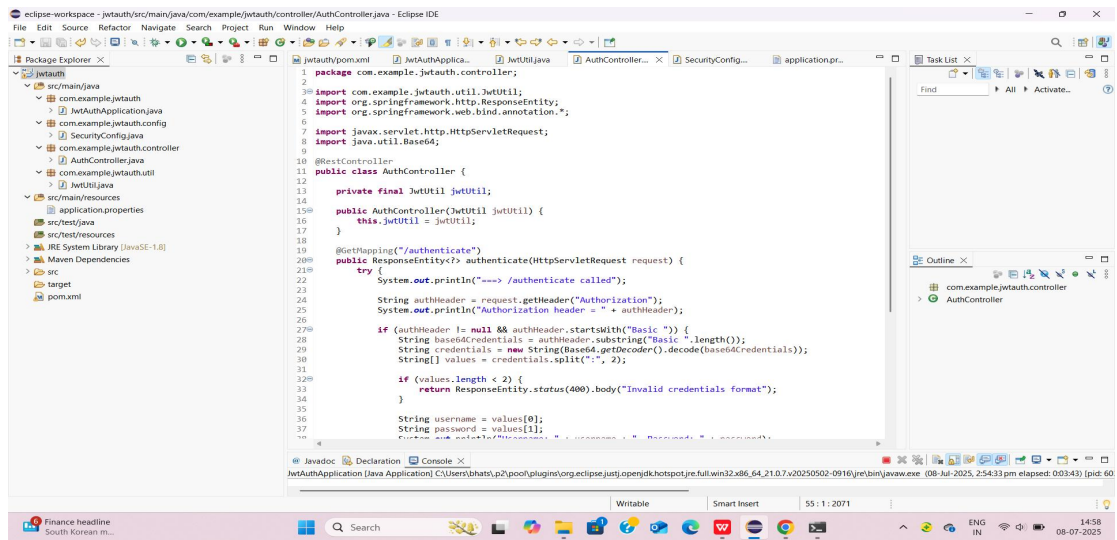 eclipse-workspace - jwtauth/src/main/java/com/example/jwtauth/controller/AuthController.java - Eclipse IDE
File Edit Source Refactor Navigate Search Project Run Window Help
Package Explorer
jwtauth
src/main/java
com.example.jwtauth
JwtAuthApplication.java
com.example.jwtauth.config
SecurityConfig.java
com.example.jwtauth.controller
AuthController.java
com.example.jwtauth.util
JwtUtil.java
src/main/resources
application.properties
src/test/java
src/test/resources
JRE System Library [JavaSE-1.8]
Maven Dependencies
src
target
pom.xml
jwtauth/pom.xml JwtAuthApplica... JwtUtil.java AuthController... SecurityConfig... application.pr...
1 package com.example.jwtauth.controller;
2
3 import com.example.jwtauth.util.JwtUtil;
4 import org.springframework.http.ResponseEntity;
5 import org.springframework.web.bind.annotation.*;
6
7 import javax.servlet.http.HttpServletRequest;
8 import java.util.Base64;
9
10 @RestController
11 public class AuthController {
12
13 private final JwtUtil jwtUtil;
14
15 public AuthController(JwtUtil jwtUtil) {
16 this.jwtUtil = jwtUtil;
17 }
18
19 @GetMapping("/authenticate")
20 public ResponseEntity<?> authenticate(HttpServletRequest request) {
21 try {
22 System.out.println("===> /authenticate called");
23
24 String authHeader = request.getHeader("Authorization");
25 System.out.println("Authorization header = " + authHeader);
26
27 if (authHeader != null && authHeader.startsWith("Basic ")) {
28 String base64Credentials = authHeader.substring("Basic ".length());
29 String credentials = new String(Base64.getDecoder().decode(base64Credentials));
30 String[] values = credentials.split(":", 2);
31
32 if (values.length < 2) {
33 return ResponseEntity.status(400).body("Invalid credentials format");
34 }
35
36 String username = values[0];
37 String password = values[1];
Task List
Find All Activate...
Outline
com.example.jwtauth.controller
AuthController
Javadoc Declaration Console
JwtAuthApplication [Java Application] C:\Users\bhats\.p2\pool\plugins\org.eclipse.justj.openjdk.hotspot.jre.full.win32.x86_64_21.0.7.v20250502-0916\jre\bin\javaw.exe (08-Jul-2025, 2:54:33 pm elapsed: 0:03:43) [pid: 60
Writable Smart Insert 55 : 1 : 2071
Finance headline
South Korean m...
Search
ENG
IN
14:58
08-07-2025